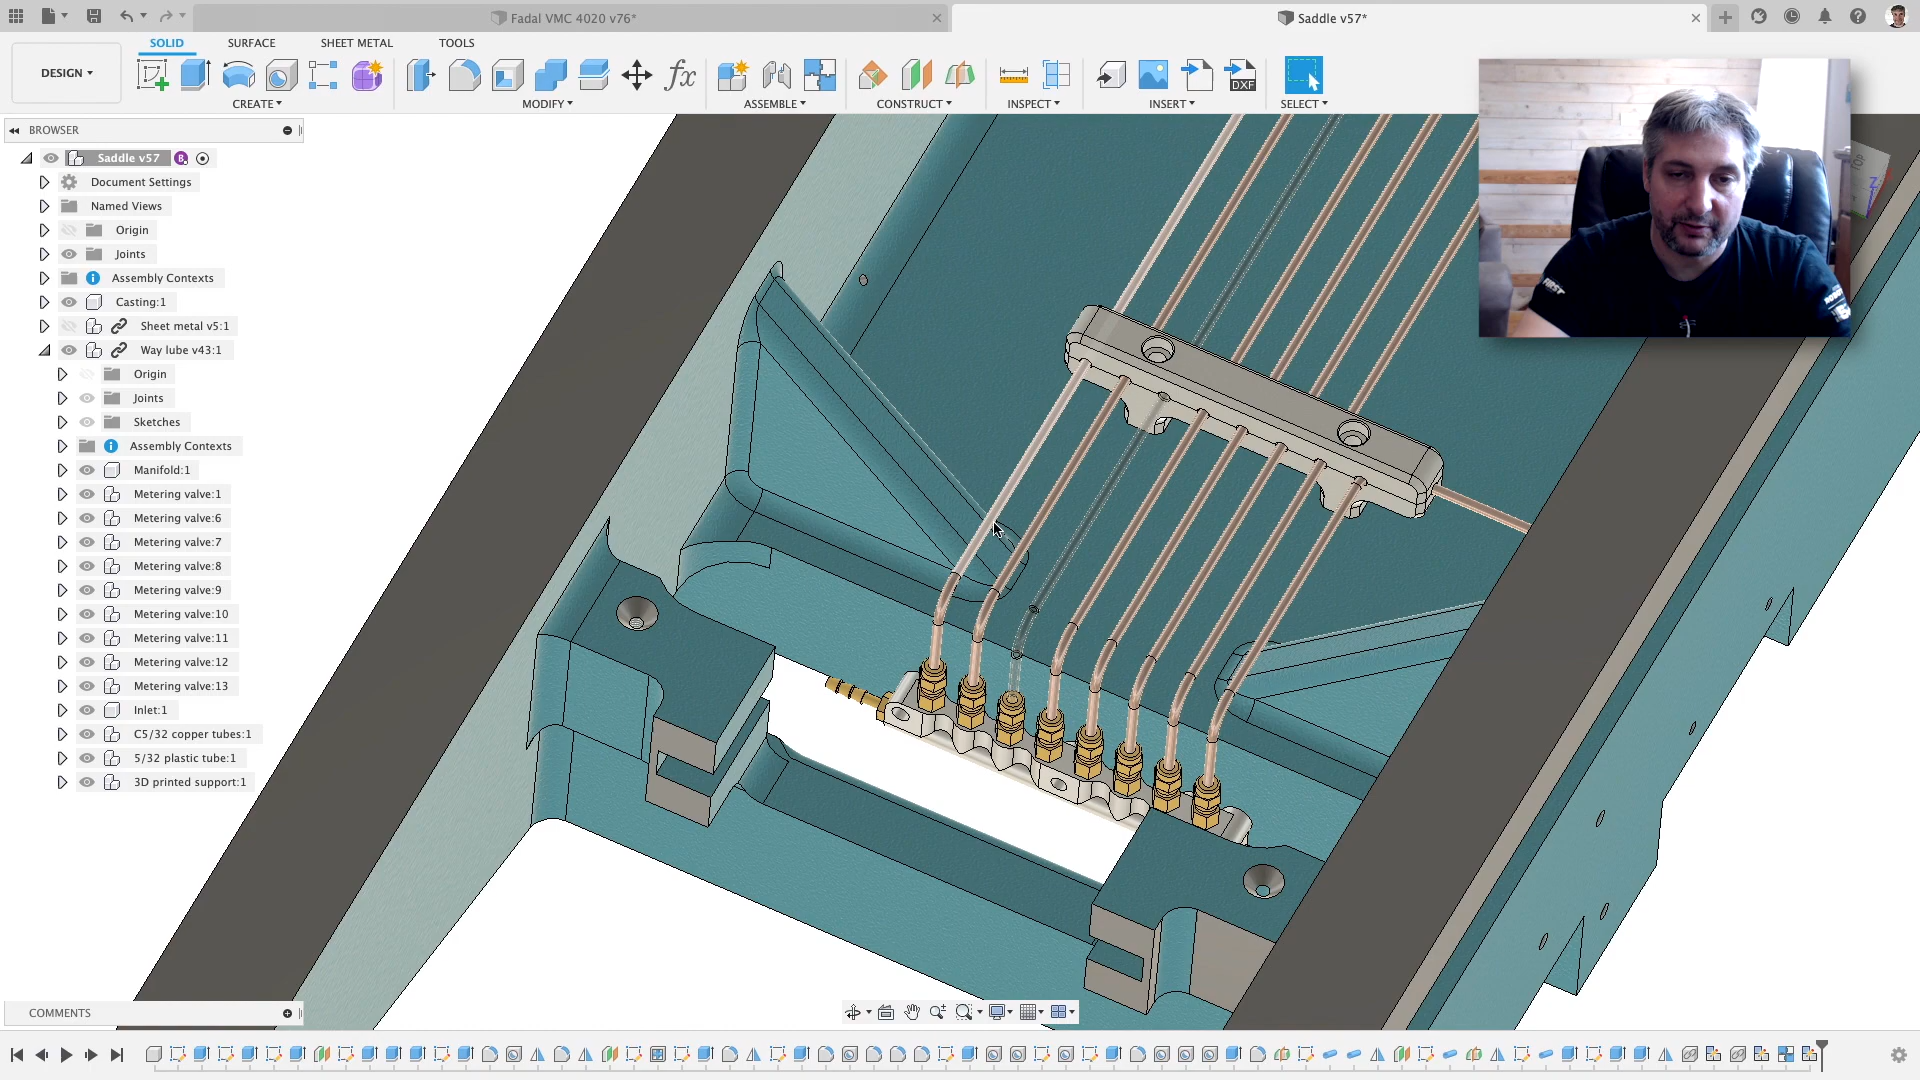 Fadal VMC 4020 v76*
Saddle v57*
DESIGN
SOLID
SURFACE
SHEET METAL
TOOLS
CREATE
MODIFY
ASSEMBLE
CONSTRUCT
INSPECT
INSERT
DXF
SELECT
BROWSER
Saddle v57
Document Settings
Named Views
Origin
Joints
Assembly Contexts
Casting:1
Sheet metal v5:1
Way lube v43:1
Origin
Joints
Sketches
Assembly Contexts
Manifold:1
Metering valve:1
Metering valve:6
Metering valve:7
Metering valve:8
Metering valve:9
Metering valve:10
Metering valve:11
Metering valve:12
Metering valve:13
Inlet:1
C5/32 copper tubes:1
5/32 plastic tube:1
3D printed support:1
COMMENTS
FIRST
Z